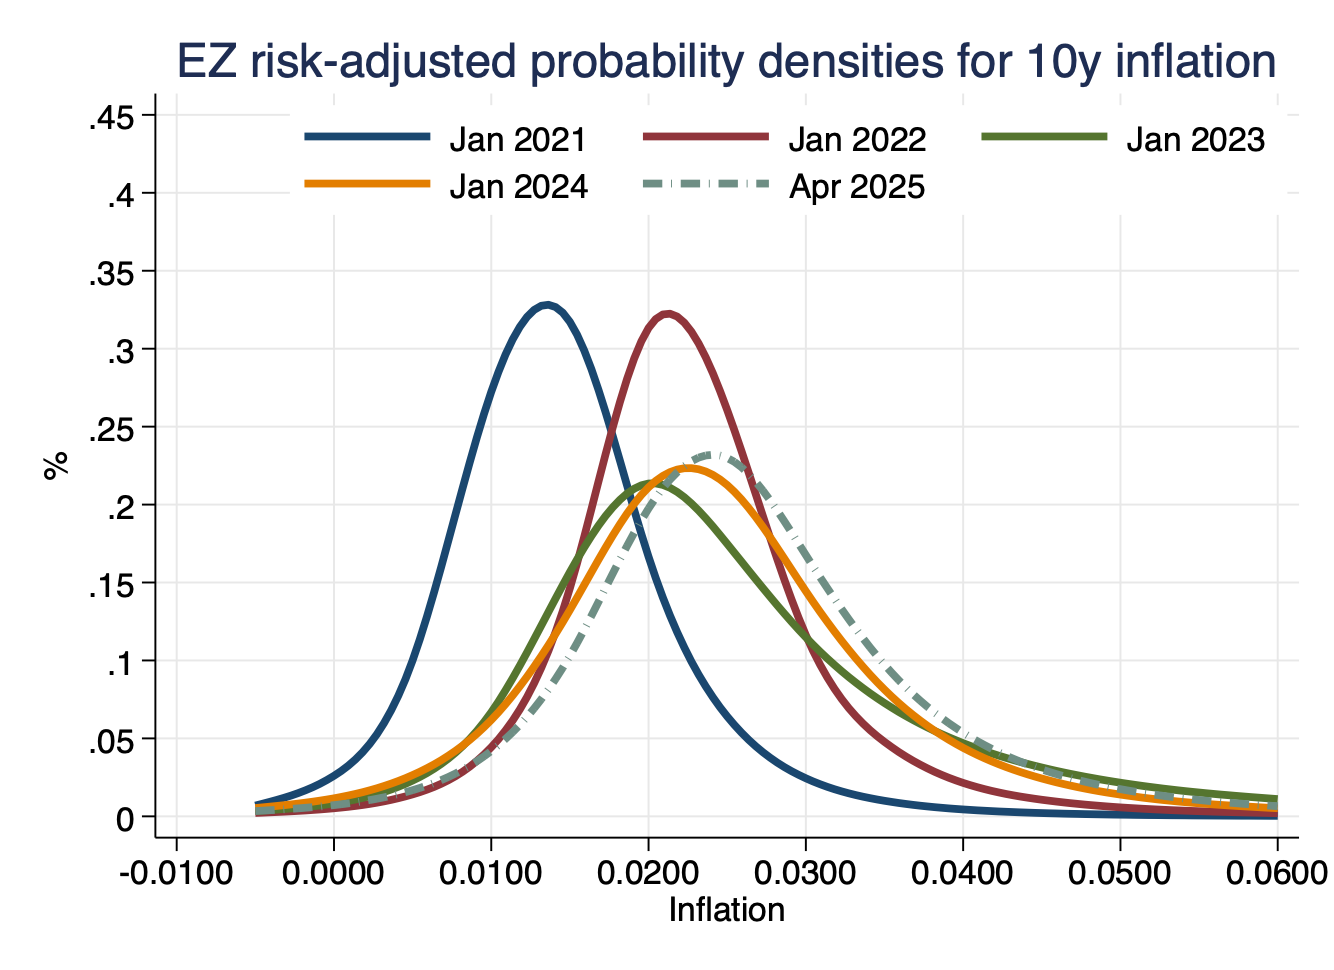 EZ risk-adjusted probability densities for 10y inflation
Jan 2021 Jan 2022 Jan 2023
Jan 2024 Apr 2025
.45
.4
.35
.3
.25
.2
.15
.1
.05
0
%
-0.0100 0.0000 0.0100 0.0200 0.0300 0.0400 0.0500 0.0600
Inflation